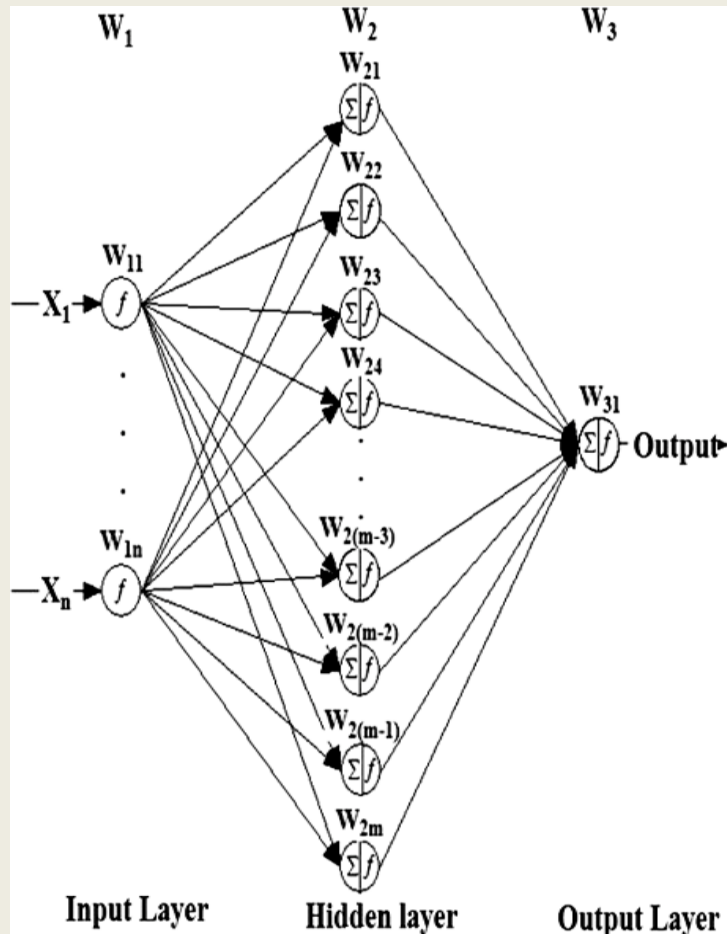 W₁ W₂ W₃
W₂₁
Σ f
W₂₂
Σ f
W₁₁ W₂₃
X₁ f Σ f
W₂₄
Σ f W₃₁
Σ f Output
W₁ₙ W₂₍ₘ₋₃₎
Xₙ f Σ f
W₂₍ₘ₋₂₎
Σ f
W₂₍ₘ₋₁₎
Σ f
W₂ₘ
Σ f
Input Layer Hidden layer Output Layer